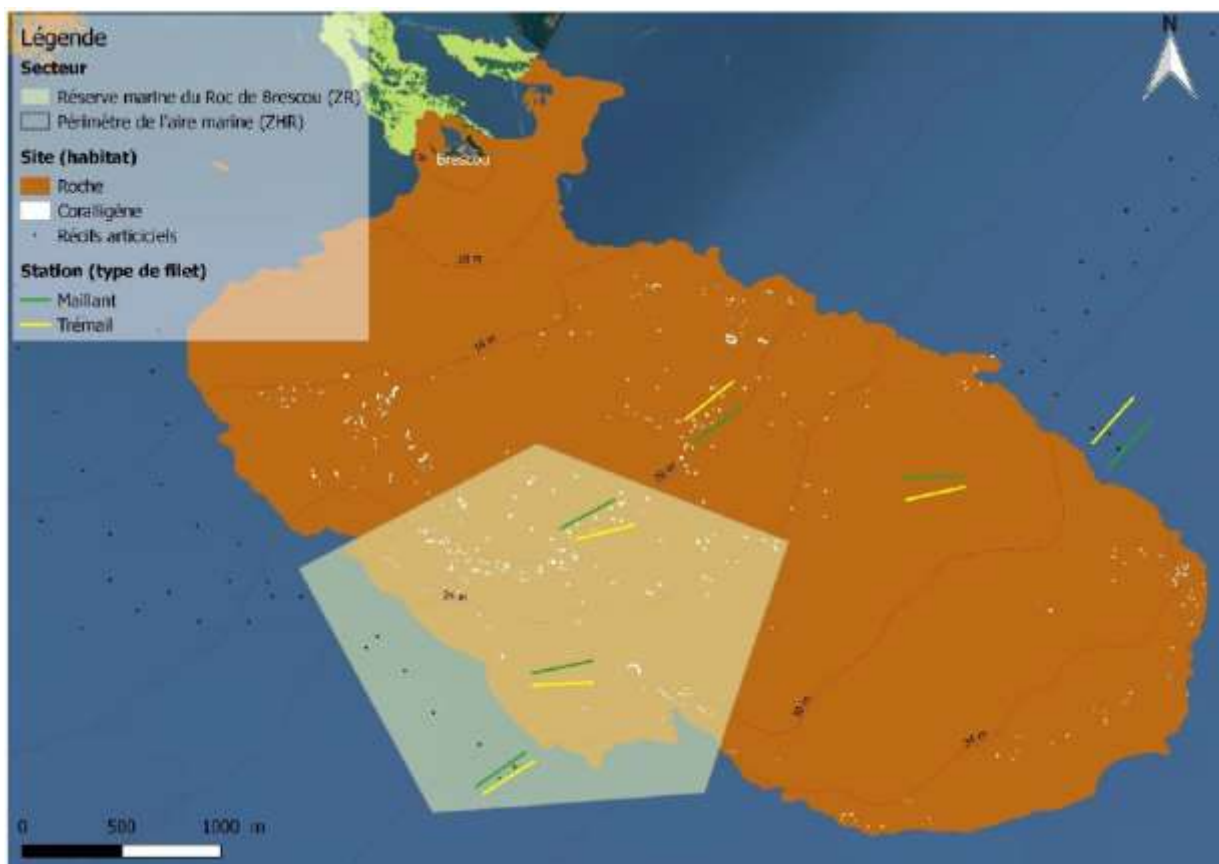 Légende
N
Secteur
Réserve marine du Roc de Brescou (ZR)
Périmètre de l'aire marine (ZHR)
Brescou
Site (habitat)
Roche
Coralligène
Récifs articiciels
Station (type de filet)
Maillant
Trémail
24 m
0 500 1000 m